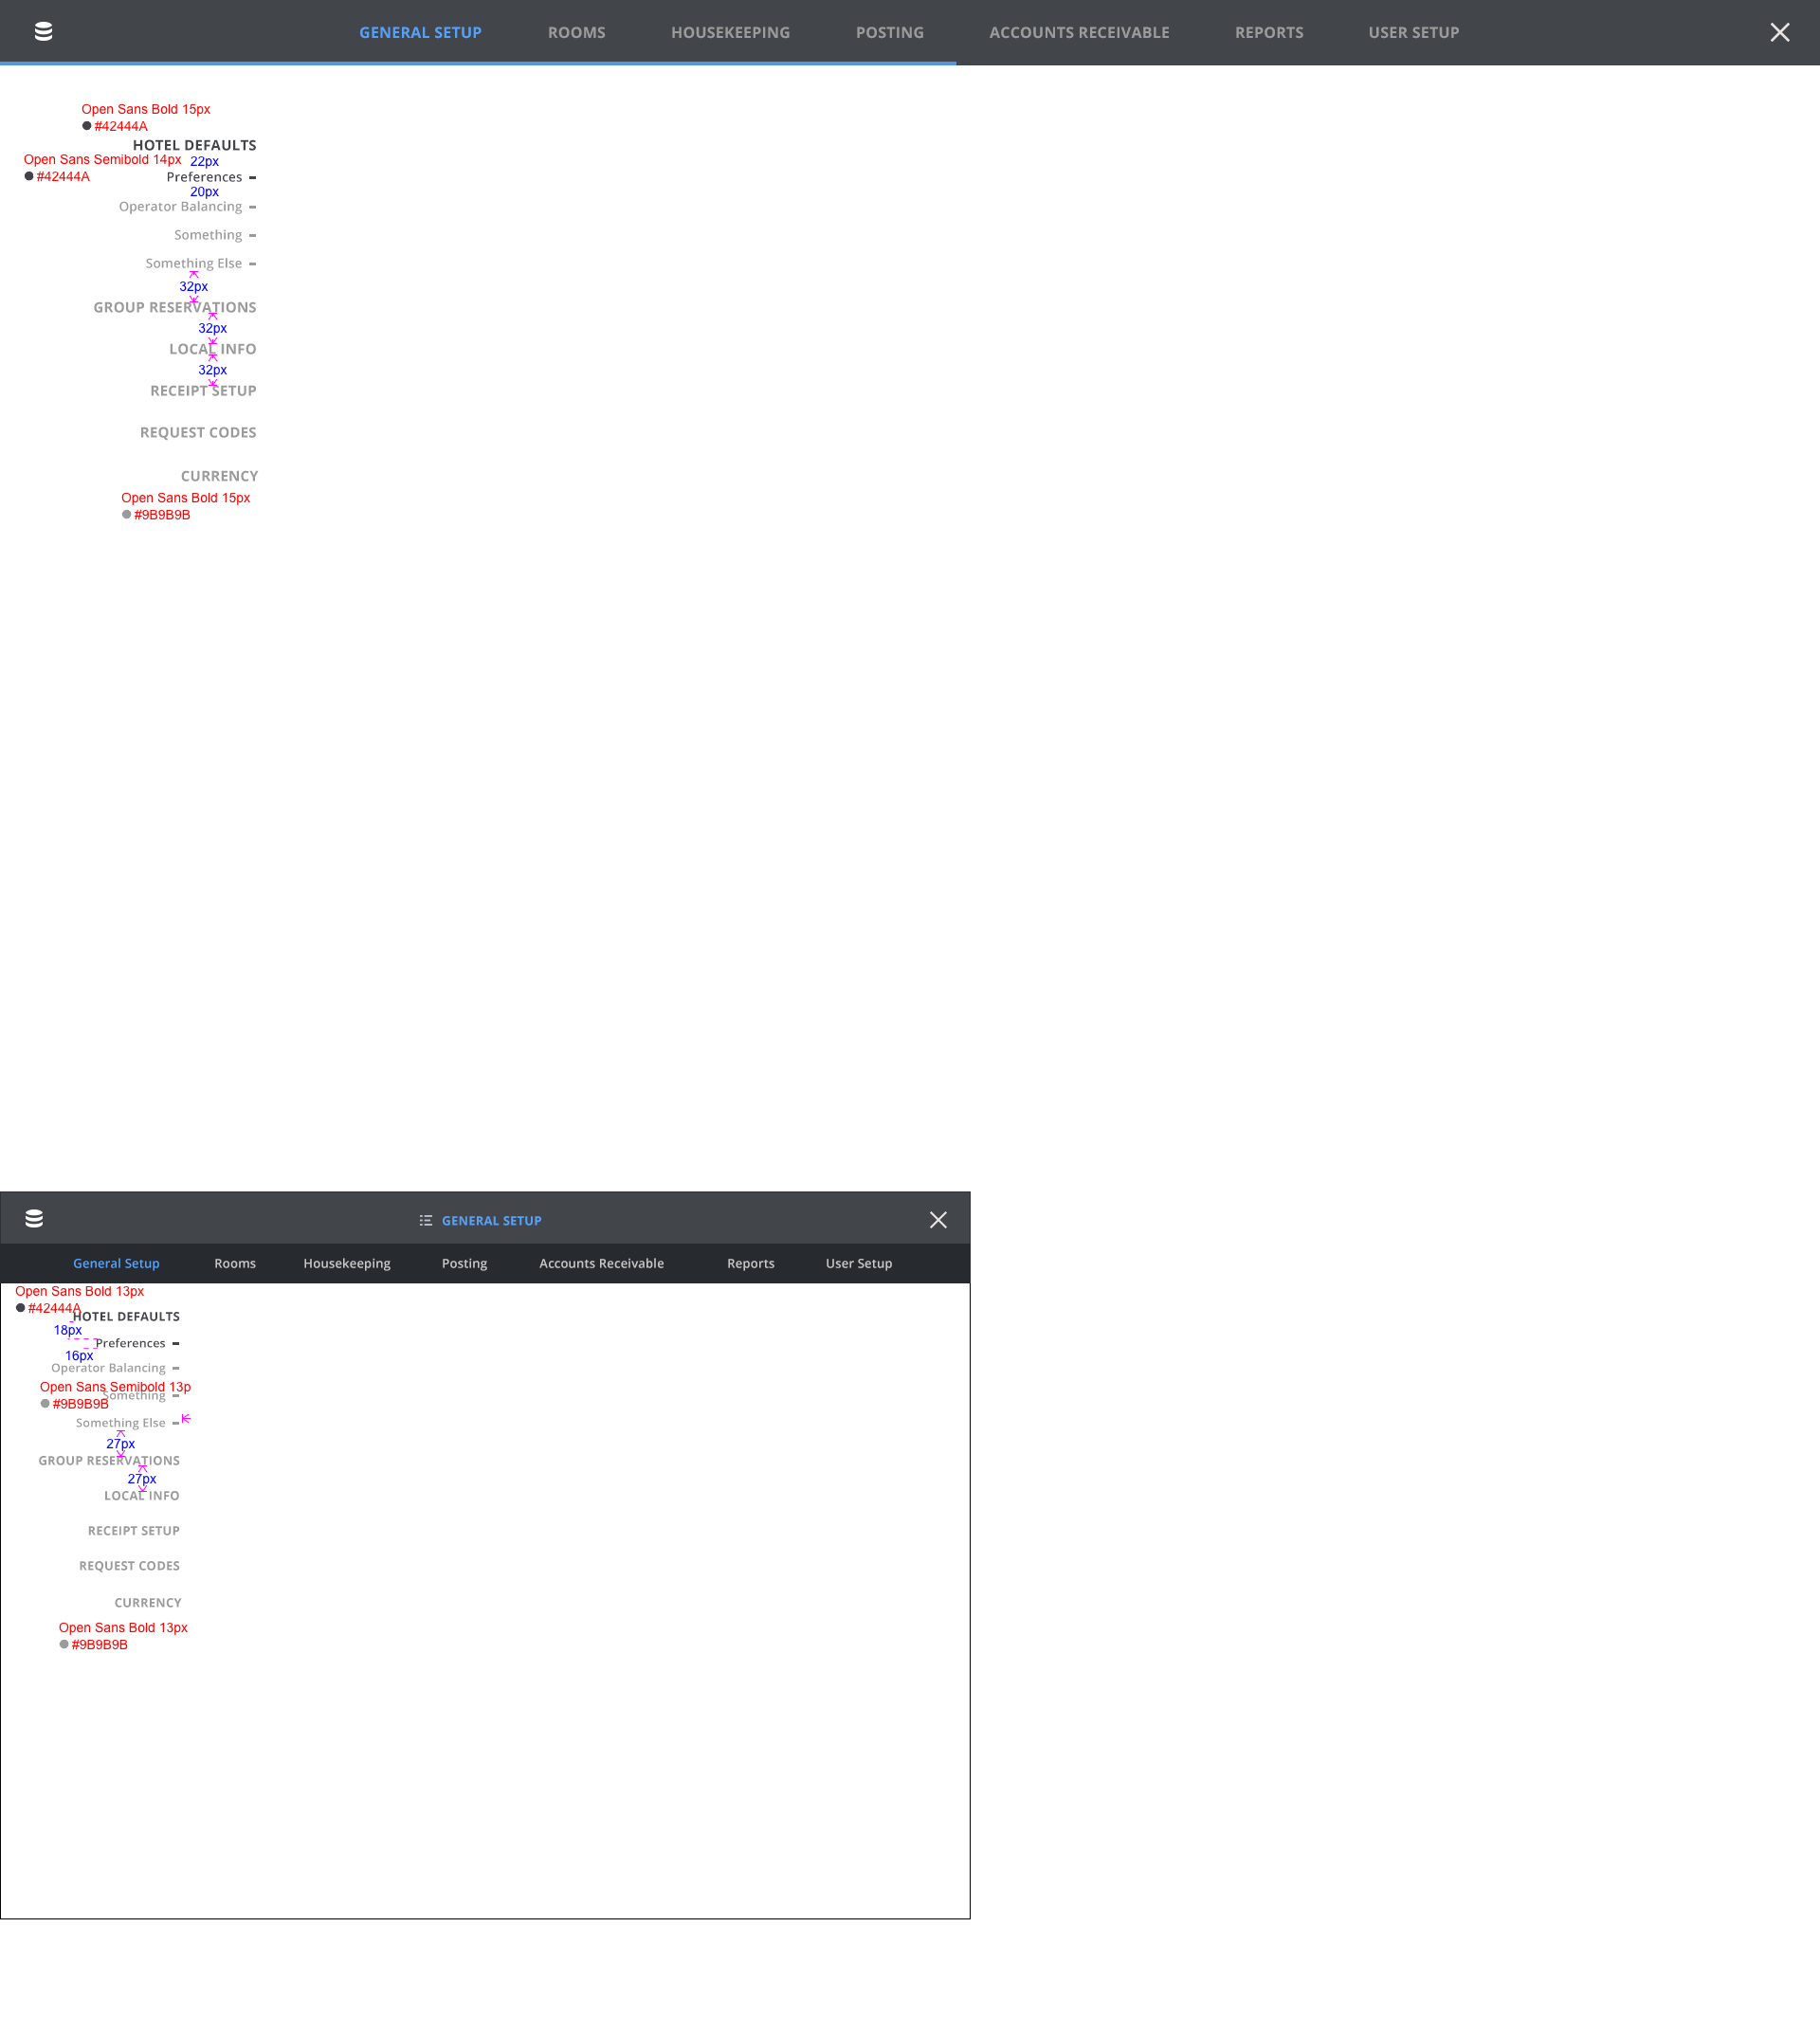 GENERAL SETUP ROOMS HOUSEKEEPING POSTING ACCOUNTS RECEIVABLE REPORTS USER SETUP
Open Sans Bold 15px
#42444A
HOTEL DEFAULTS
Open Sans Semibold 14px 22px
#42444A Preferences
20px
Operator Balancing
Something
Something Else
32px
GROUP RESERVATIONS
32px
LOCAL INFO
32px
RECEIPT SETUP
REQUEST CODES
CURRENCY
Open Sans Bold 15px
#9B9B9B
GENERAL SETUP
General Setup Rooms Housekeeping Posting Accounts Receivable Reports User Setup
Open Sans Bold 13px
#42444A
HOTEL DEFAULTS
18px
Preferences
16px
Operator Balancing
Open Sans Semibold 13p
Something
#9B9B9B
Something Else
27px
GROUP RESERVATIONS
27px
LOCAL INFO
RECEIPT SETUP
REQUEST CODES
CURRENCY
Open Sans Bold 13px
#9B9B9B